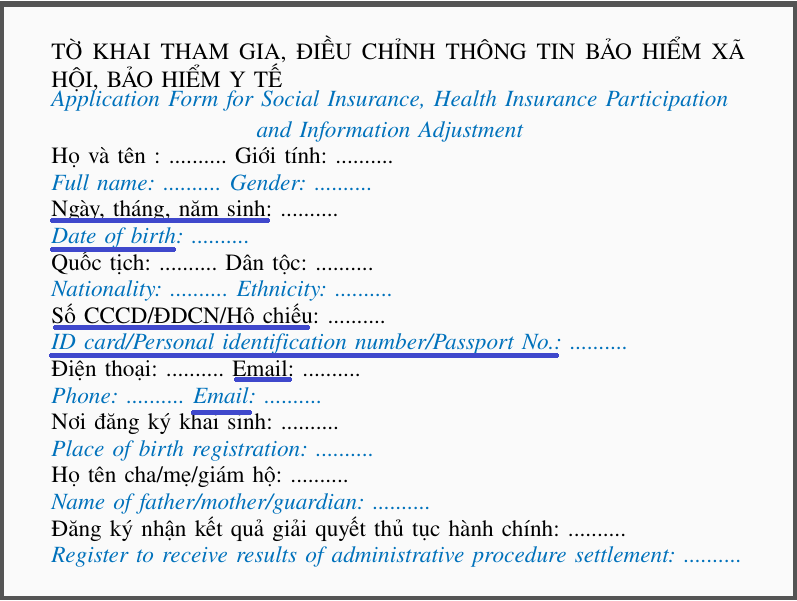 TỜ KHAI THAM GIA, ĐIỀU CHỈNH THÔNG TIN BẢO HIỂM XÃ
HỘI, BẢO HIỂM Y TẾ
Application Form for Social Insurance, Health Insurance Participation
and Information Adjustment
Họ và tên : .......... Giới tính: ..........
Full name: .......... Gender: ..........
Ngày, tháng, năm sinh: ..........
Date of birth: ..........
Quốc tịch: .......... Dân tộc: ..........
Nationality: .......... Ethnicity: ..........
Số CCCD/ĐDCN/Hộ chiếu: ..........
ID card/Personal identification number/Passport No.: ..........
Điện thoại: .......... Email: ..........
Phone: .......... Email: ..........
Nơi đăng ký khai sinh: ..........
Place of birth registration: ..........
Họ tên cha/mẹ/giám hộ: ..........
Name of father/mother/guardian: ..........
Đăng ký nhận kết quả giải quyết thủ tục hành chính: ..........
Register to receive results of administrative procedure settlement: ..........